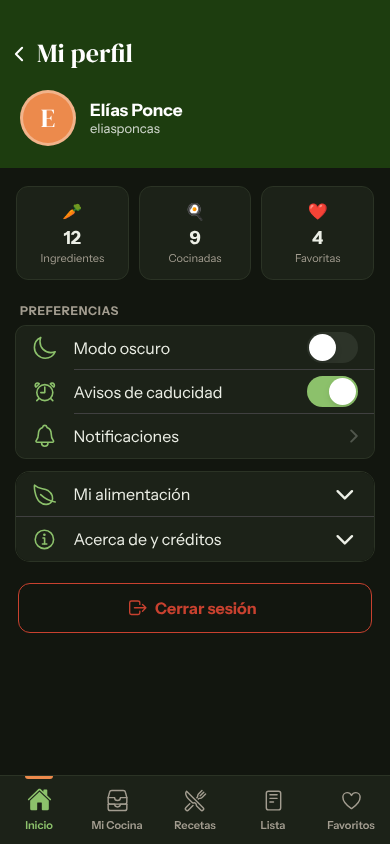 Mi perfil
E
Elías Ponce
eliasponcas
12
9
4
Ingredientes
Cocinadas
Favoritas
PREFERENCIAS
Modo oscuro
Avisos de caducidad
Notificaciones
Mi alimentación
Acerca de y créditos
Cerrar sesión
Inicio
Mi Cocina
Recetas
Lista
Favoritos